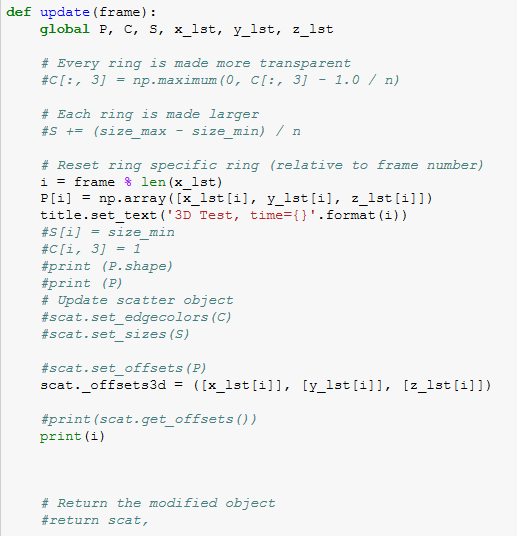 def update(frame):
    global P, C, S, x_lst, y_lst, z_lst
    # Every ring is made more transparent
    #C[:, 3] = np.maximum(0, C[:, 3] - 1.0 / n)
    # Each ring is made larger
    #S += (size_max - size_min) / n
    # Reset ring specific ring (relative to frame number)
    i = frame % len(x_lst)
    P[i] = np.array([x_lst[i], y_lst[i], z_lst[i]])
    title.set_text('3D Test, time={}'.format(i))
    #S[i] = size_min
    #C[i, 3] = 1
    #print (P.shape)
    #print (P)
    # Update scatter object
    #scat.set_edgecolors(C)
    #scat.set_sizes(S)
    #scat.set_offsets(P)
    scat._offsets3d = ([x_lst[i]], [y_lst[i]], [z_lst[i]])
    #print(scat.get_offsets())
    print(i)
    # Return the modified object
    #return scat,